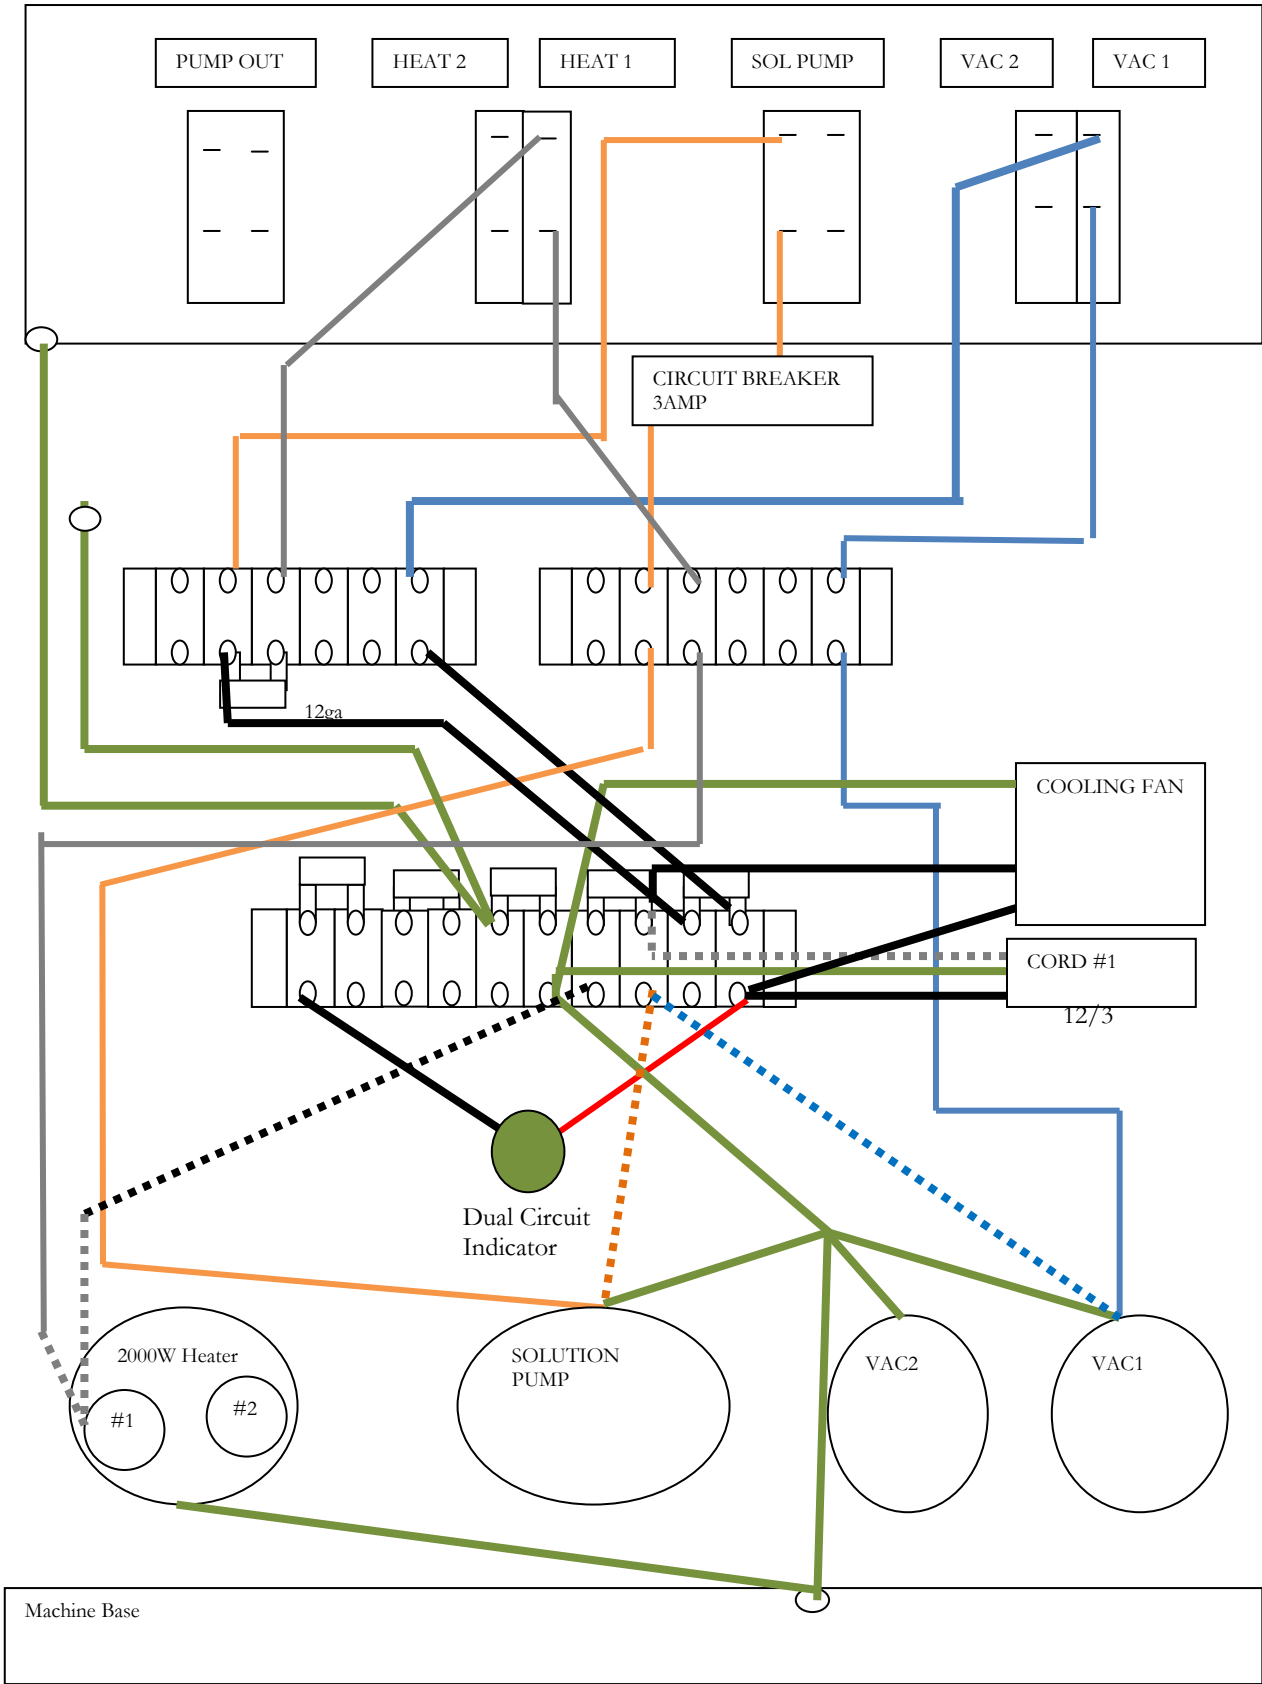 PUMP OUT
HEAT 2
HEAT 1
SOL PUMP
VAC 2
VAC 1
CIRCUIT BREAKER
3AMP
12ga
COOLING FAN
CORD #1
12/3
Dual Circuit
Indicator
2000W Heater
#1
#2
SOLUTION
PUMP
VAC2
VAC1
Machine Base